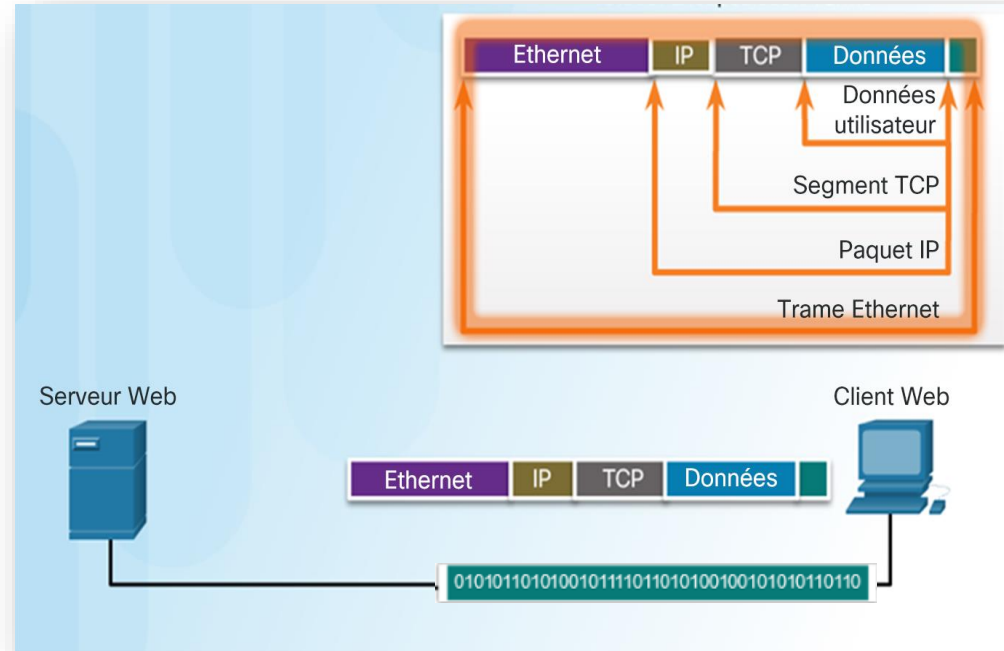 Ethernet IP TCP Données
Données
utilisateur
Segment TCP
Paquet IP
Trame Ethernet
Serveur Web
Client Web
Ethernet IP TCP Données